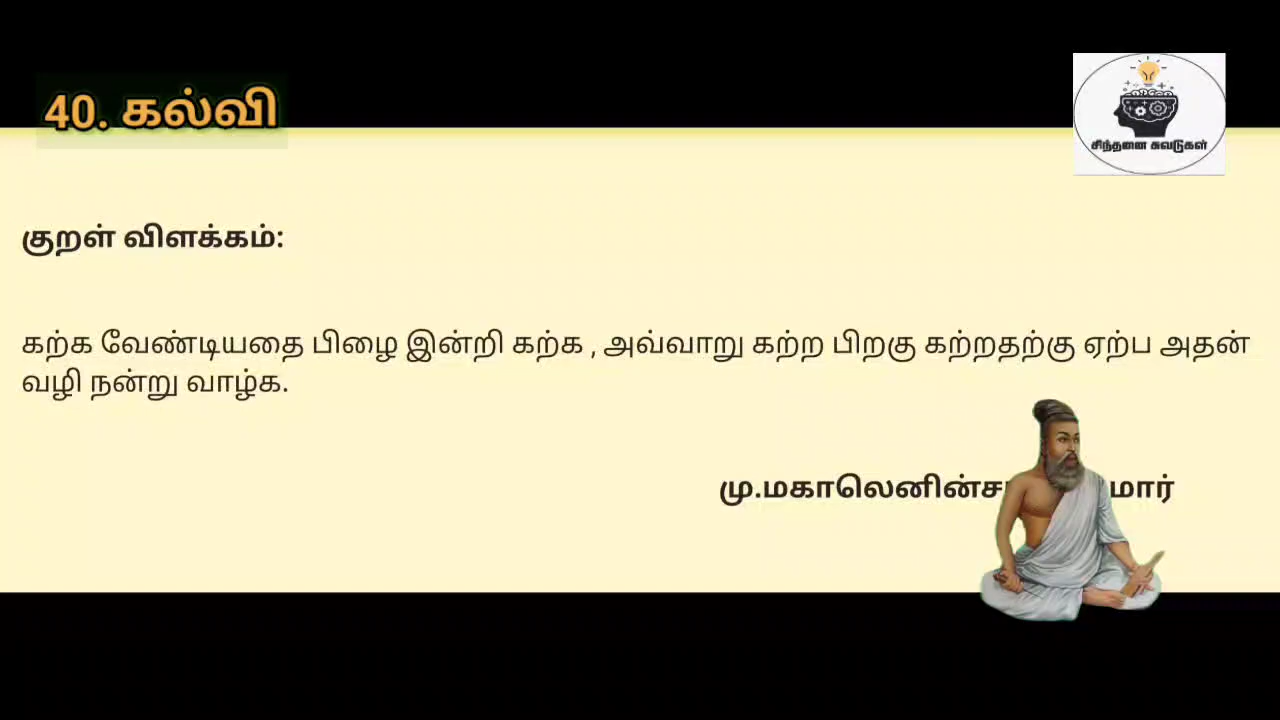 40. கல்வி
சிந்தனை சுவடுகள்
குறள் விளக்கம்:
கற்க வேண்டியதை பிழை இன்றி கற்க , அவ்வாறு கற்ற பிறகு கற்றதற்கு ஏற்ப அதன்
வழி நன்று வாழ்க.